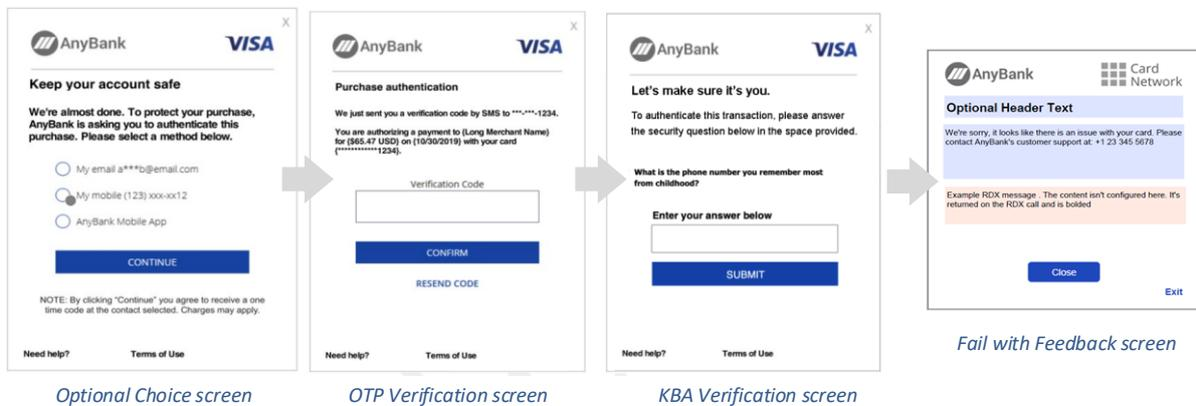 X
AnyBank
VISA
Keep your account safe
We're almost done. To protect your purchase,
AnyBank is asking you to authenticate this
purchase. Please select a method below.
My email a***b@email.com
My mobile (123) xxx-xx12
AnyBank Mobile App
CONTINUE
NOTE: By clicking "Continue" you agree to receive a one
time code at the contact selected. Charges may apply.
Need help?
Terms of Use
Optional Choice screen
X
AnyBank
VISA
Purchase authentication
We just sent you a verification code by SMS to ***-***-1234.
You are authorizing a payment to {Long Merchant Name}
for {$65.47 USD} on {10/30/2019} with your card
{************1234}.
Verification Code
CONFIRM
RESEND CODE
Need help?
Terms of Use
OTP Verification screen
X
AnyBank
VISA
Let's make sure it's you.
To authenticate this transaction, please answer
the security question below in the space provided.
What is the phone number you remember most
from childhood?
Enter your answer below
SUBMIT
Need help?
Terms of Use
KBA Verification screen
AnyBank
Card
Network
Optional Header Text
We're sorry, it looks like there is an issue with your card. Please
contact AnyBank's customer support at: +1 23 345 5678
Example RDX message . The content isn't configured here. It's
returned on the RDX call and is bolded
Close
Exit
Fail with Feedback screen